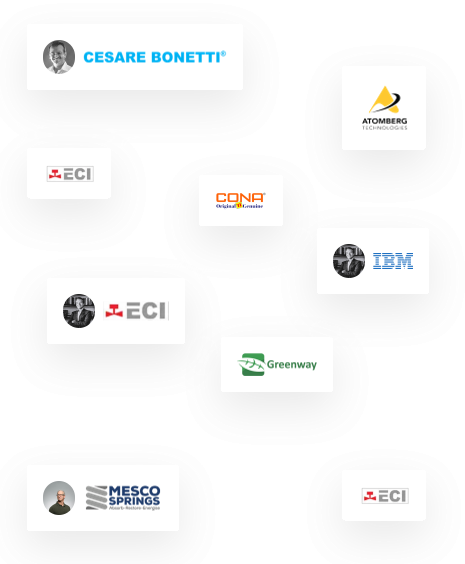 CESARE BONETTI®
ATOMBERG
TECHNOLOGIES
ECI
CONA®
Original & Genuine
IBM
ECI
Greenway
MESCO
SPRINGS
Absorb • Restore • Energise
ECI